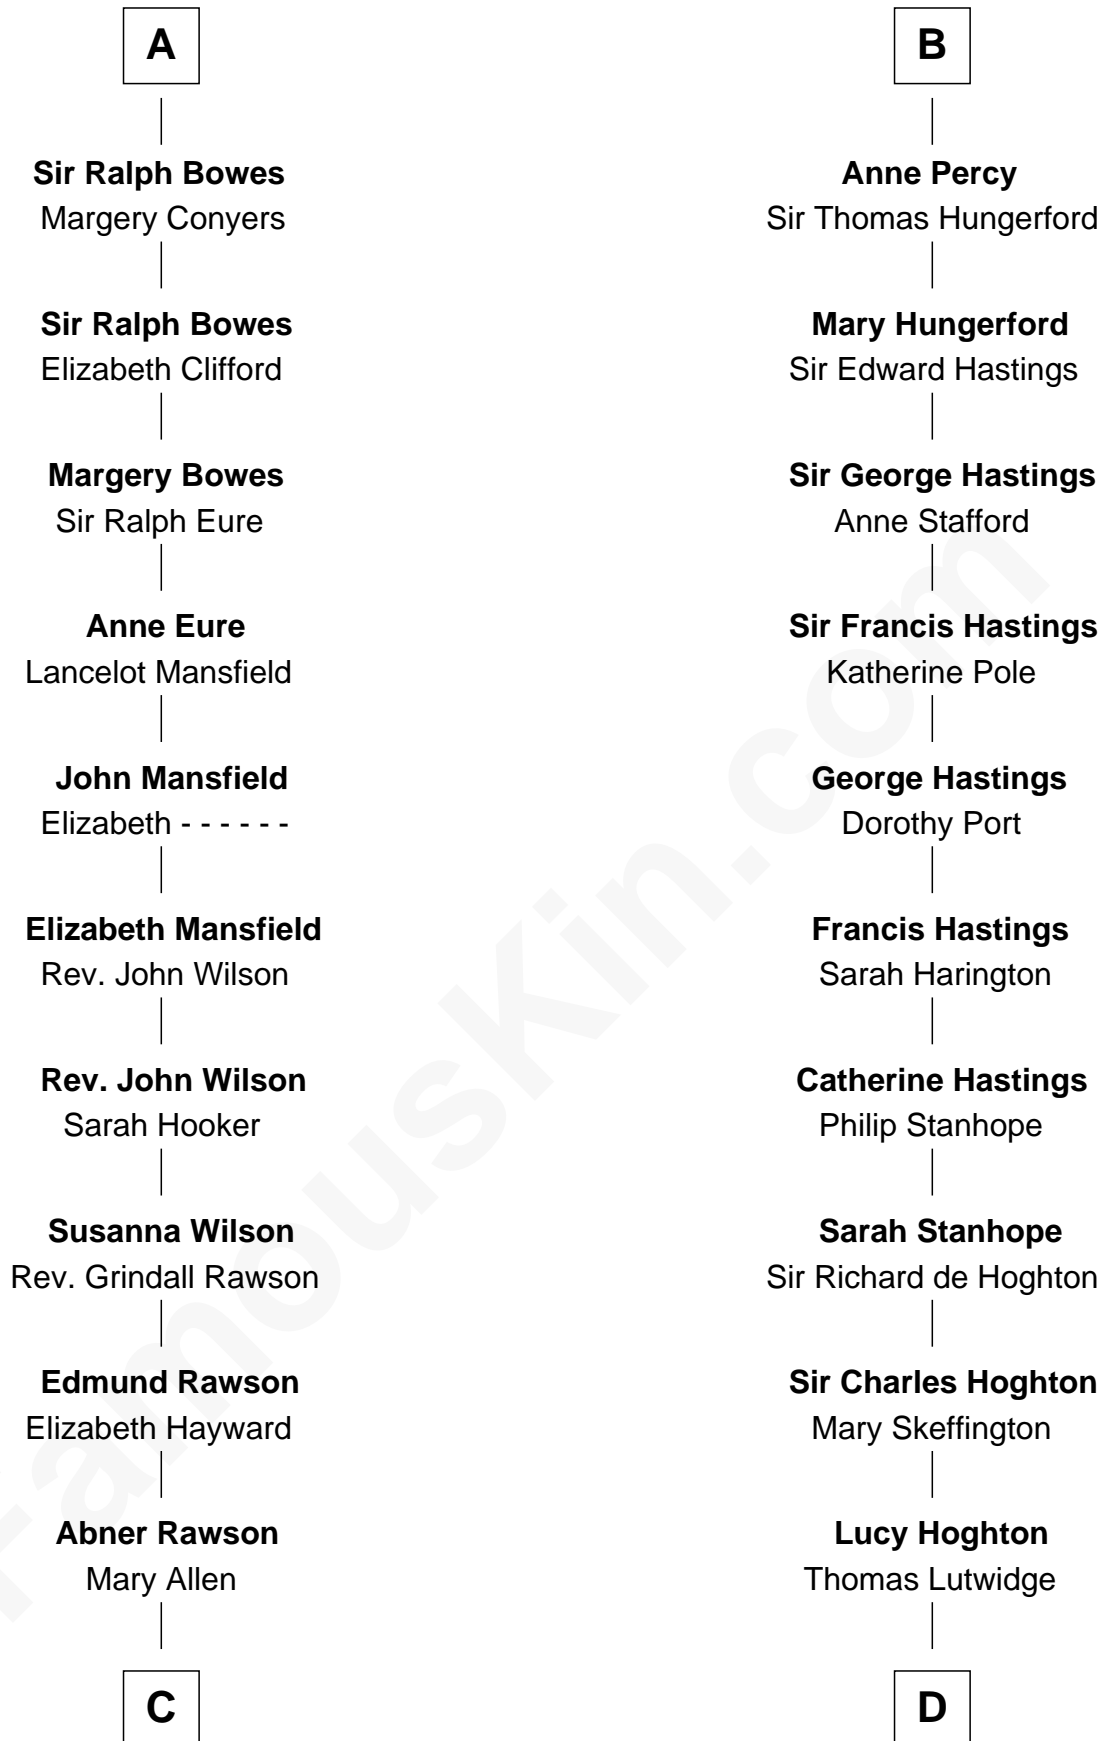 A
Sir Ralph Bowes
Margery Conyers
Sir Ralph Bowes
Elizabeth Clifford
Margery Bowes
Sir Ralph Eure
Anne Eure
Lancelot Mansfield
John Mansfield
Elizabeth - - - - - -
Elizabeth Mansfield
Rev. John Wilson
Rev. John Wilson
Sarah Hooker
Susanna Wilson
Rev. Grindall Rawson
Edmund Rawson
Elizabeth Hayward
Abner Rawson
Mary Allen
C
B
Anne Percy
Sir Thomas Hungerford
Mary Hungerford
Sir Edward Hastings
Sir George Hastings
Anne Stafford
Sir Francis Hastings
Katherine Pole
George Hastings
Dorothy Port
Francis Hastings
Sarah Harington
Catherine Hastings
Philip Stanhope
Sarah Stanhope
Sir Richard de Hoghton
Sir Charles Hoghton
Mary Skeffington
Lucy Hoghton
Thomas Lutwidge
D
FamousKin.com